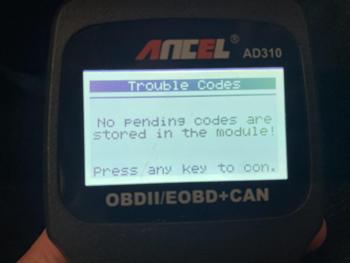 ANCEL® AD310
Trouble Codes
No pending codes are
stored in the module!
Press any key to con.
OBDII/EOBD+CAN